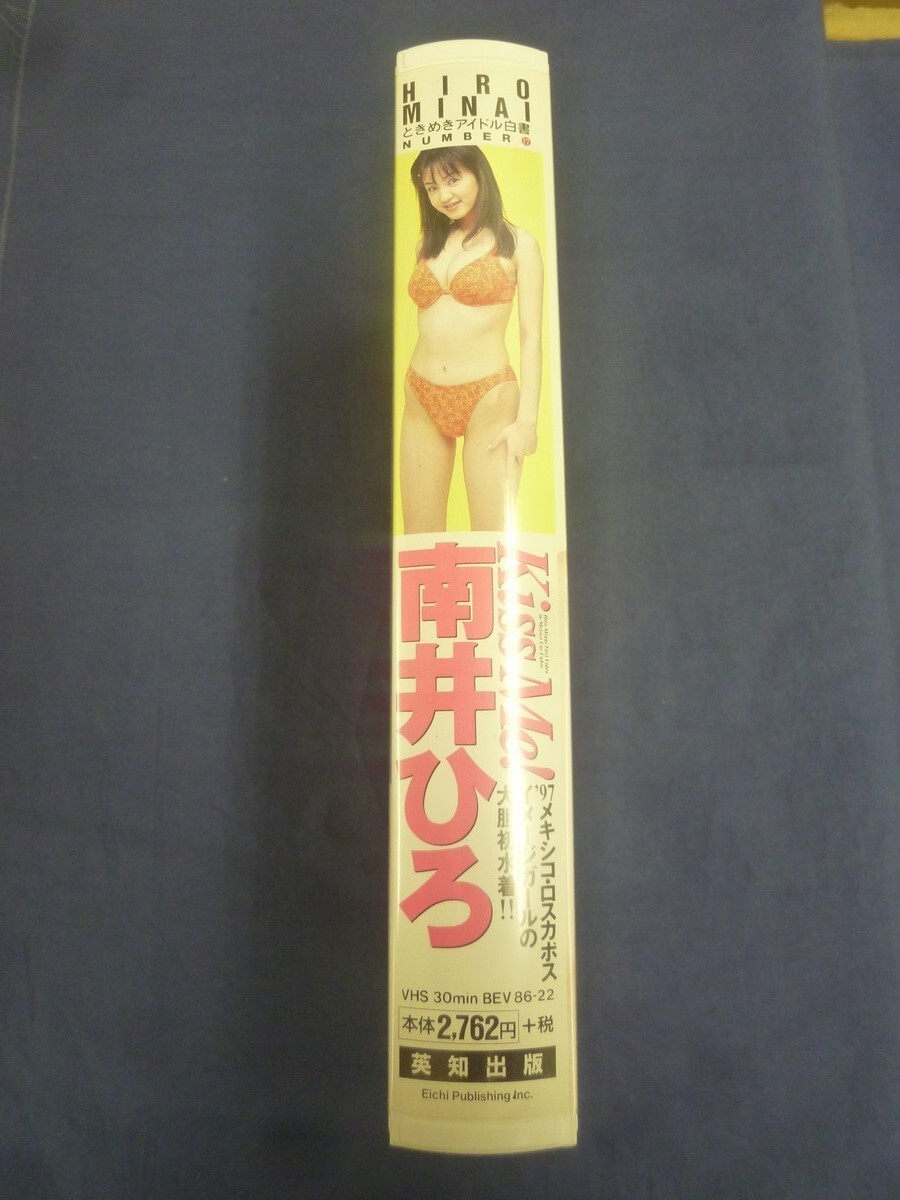 HIRO
MINAI
ときめきアイドル白書
NUMBER 17
Kiss Me!
南井ひろ
'97メキシコ・ロスカボス
イメージガールの
大胆初水着!!
VHS 30min BEV 86-22
本体2,762円+税
英知出版
Eichi Publishing Inc.